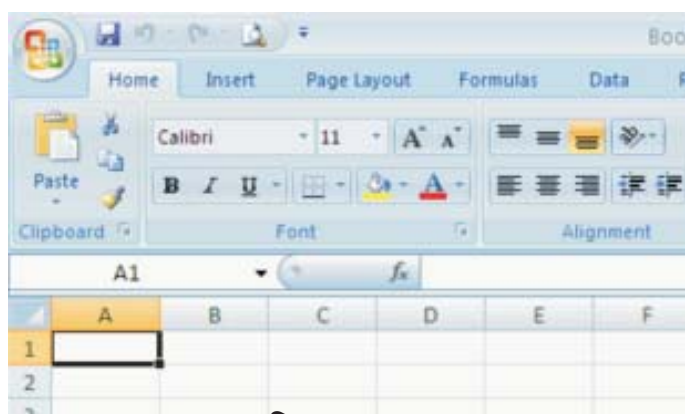 Boo
Home Insert Page Layout Formulas Data
Calibri 11 A A
Paste B I U A
Clipboard Font Alignment
A1 fx
A B C D E F
1
2